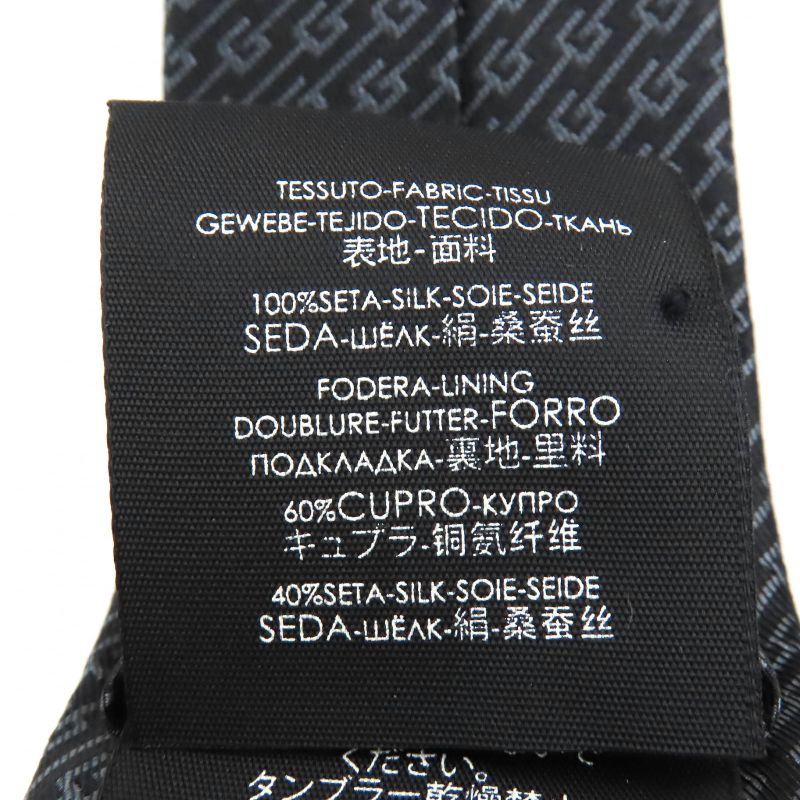 TESSUTO-FABRIC-TISSU
GEWEBE-TEJIDO-TECIDO-ТКАНЬ
表地-面料
100%SETA-SILK-SOIE-SEIDE
SEDA-ШЁЛК-絹-桑蚕丝
FODERA-LINING
DOUBLURE-FUTTER-FORRO
ПОДКЛАДКА-裏地-里料
60%CUPRO-КУПРО
キュプラ-铜氨纤维
40%SETA-SILK-SOIE-SEIDE
SEDA-ШЁЛК-絹-桑蚕丝
ください。
タンブラー乾燥禁止